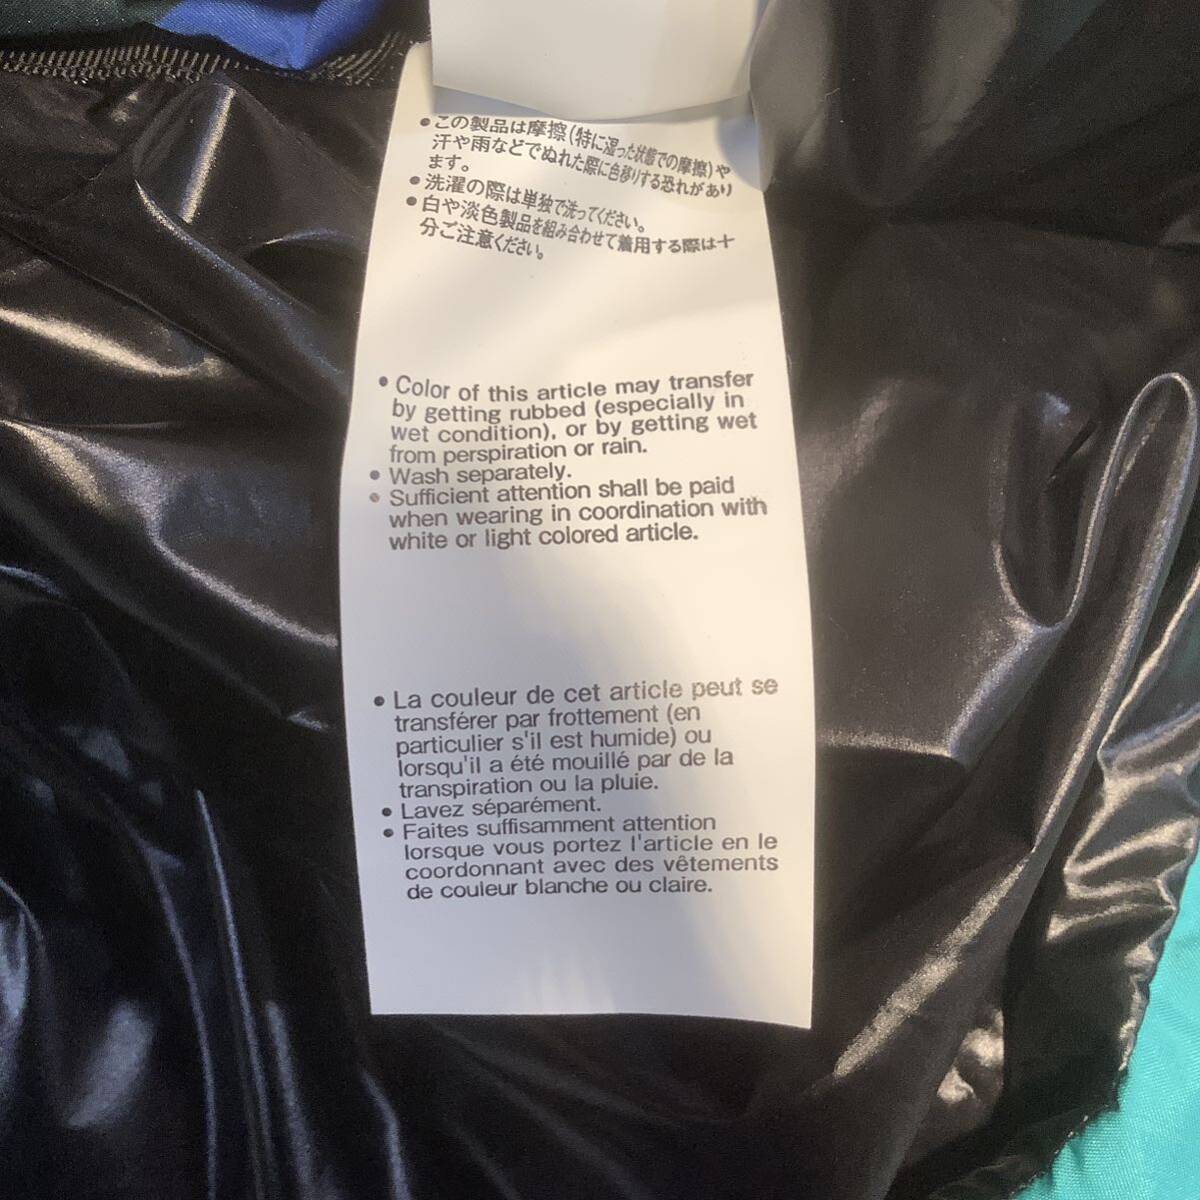 ●この製品は摩擦(特に湿った状態での摩擦)や
汗や雨などでぬれた際に色移りする恐れがあり
ます。
●洗濯の際は単独で洗ってください。
●白や淡色製品を組み合わせて着用する際は十
分ご注意ください。
● Color of this article may transfer
by getting rubbed (especially in
wet condition), or by getting wet
from perspiration or rain.
● Wash separately.
● Sufficient attention shall be paid
when wearing in coordination with
white or light colored article.
● La couleur de cet article peut se
transférer par frottement (en
particulier s'il est humide) ou
lorsqu'il a été mouillé par de la
transpiration ou la pluie.
● Lavez séparément.
● Faites suffisamment attention
lorsque vous portez l'article en le
coordonnant avec des vêtements
de couleur blanche ou claire.